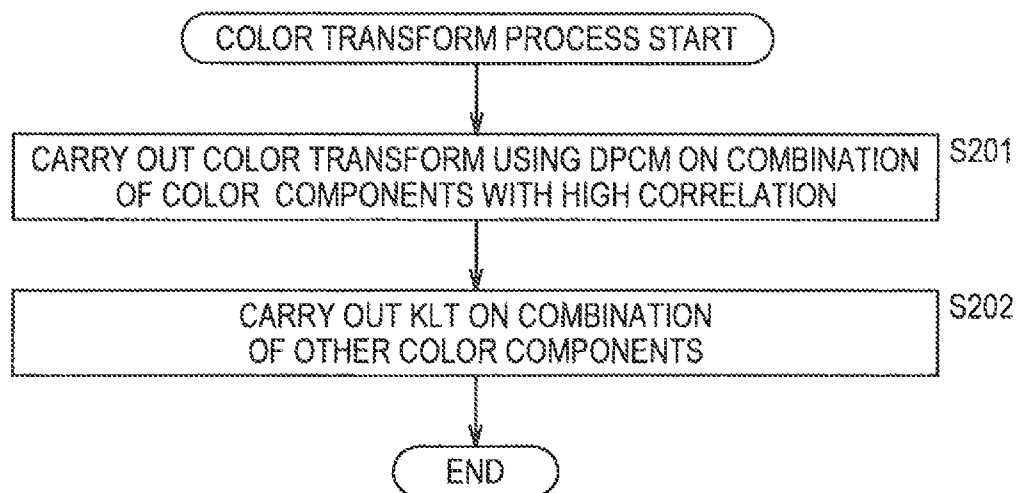 COLOR TRANSFORM PROCESS START
CARRY OUT COLOR TRANSFORM USING DPCM ON COMBINATION
OF COLOR COMPONENTS WITH HIGH CORRELATION
S201
CARRY OUT KLT ON COMBINATION
OF OTHER COLOR COMPONENTS
S202
END